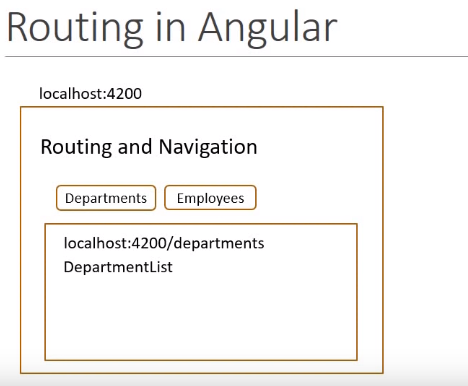 Routing in Angular
localhost:4200
Routing and Navigation
Departments Employees
localhost:4200/departments
DepartmentList